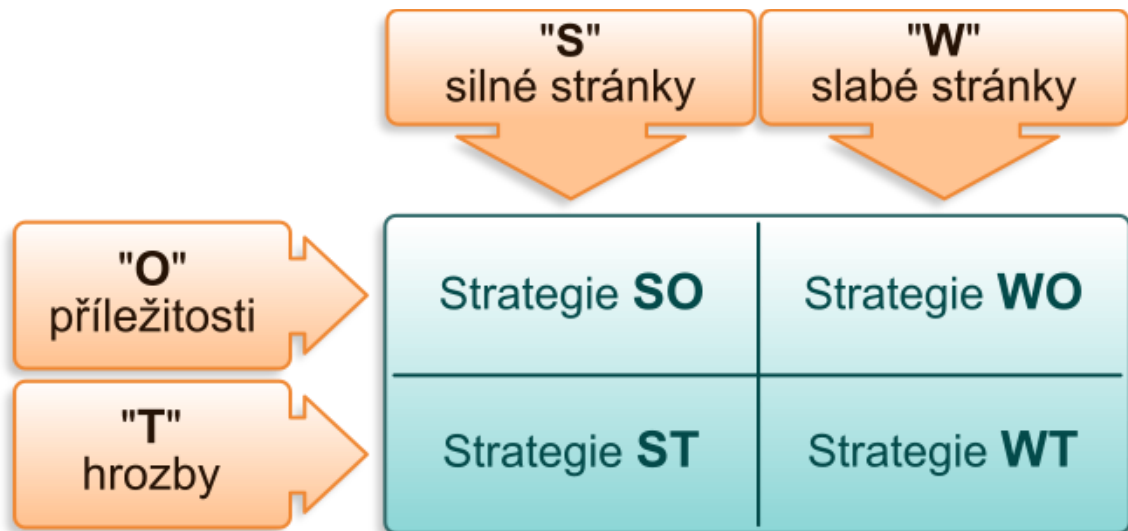 "S"
silné stránky
"W"
slabé stránky
"O"
příležitosti
Strategie SO
Strategie WO
"T"
hrozby
Strategie ST
Strategie WT